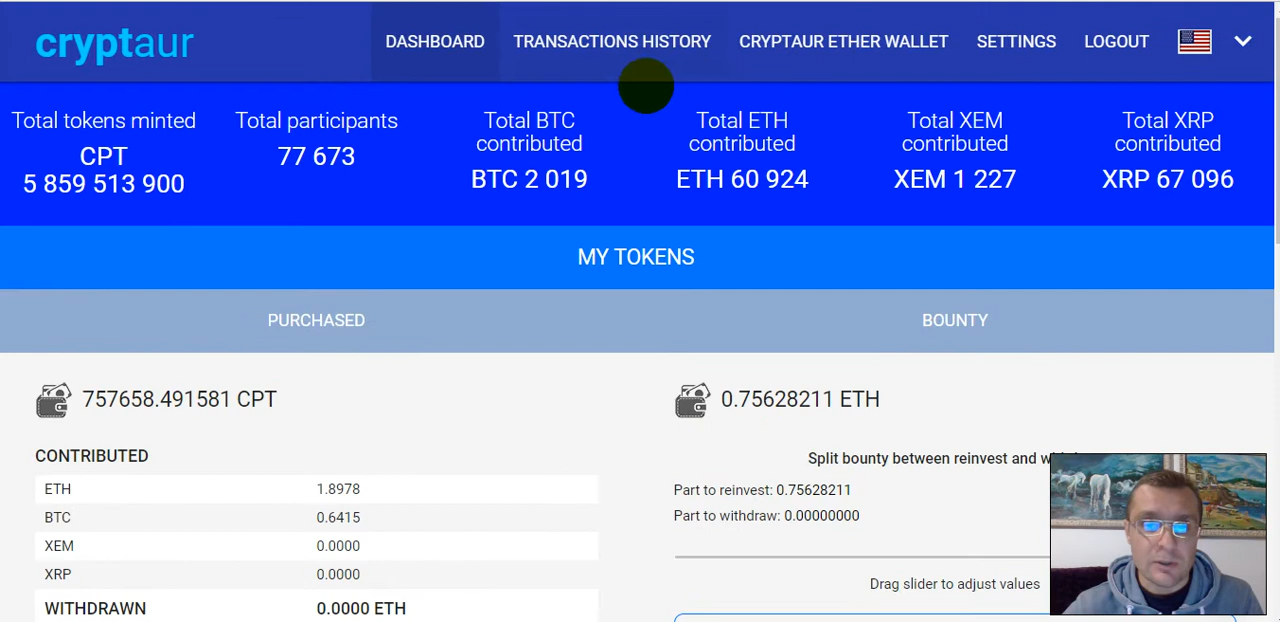 cryptaur
DASHBOARD
TRANSACTIONS HISTORY
CRYPTAUR ETHER WALLET
SETTINGS
LOGOUT
Total tokens minted
CPT
5 859 513 900
Total participants
77 673
Total BTC
contributed
BTC 2 019
Total ETH
contributed
ETH 60 924
Total XEM
contributed
XEM 1 227
Total XRP
contributed
XRP 67 096
MY TOKENS
PURCHASED
BOUNTY
757658.491581 CPT
CONTRIBUTED
ETH 1.8978
BTC 0.6415
XEM 0.0000
XRP 0.0000
WITHDRAWN 0.0000 ETH
0.75628211 ETH
Split bounty between reinvest and
Part to reinvest: 0.75628211
Part to withdraw: 0.00000000
Drag slider to adjust values